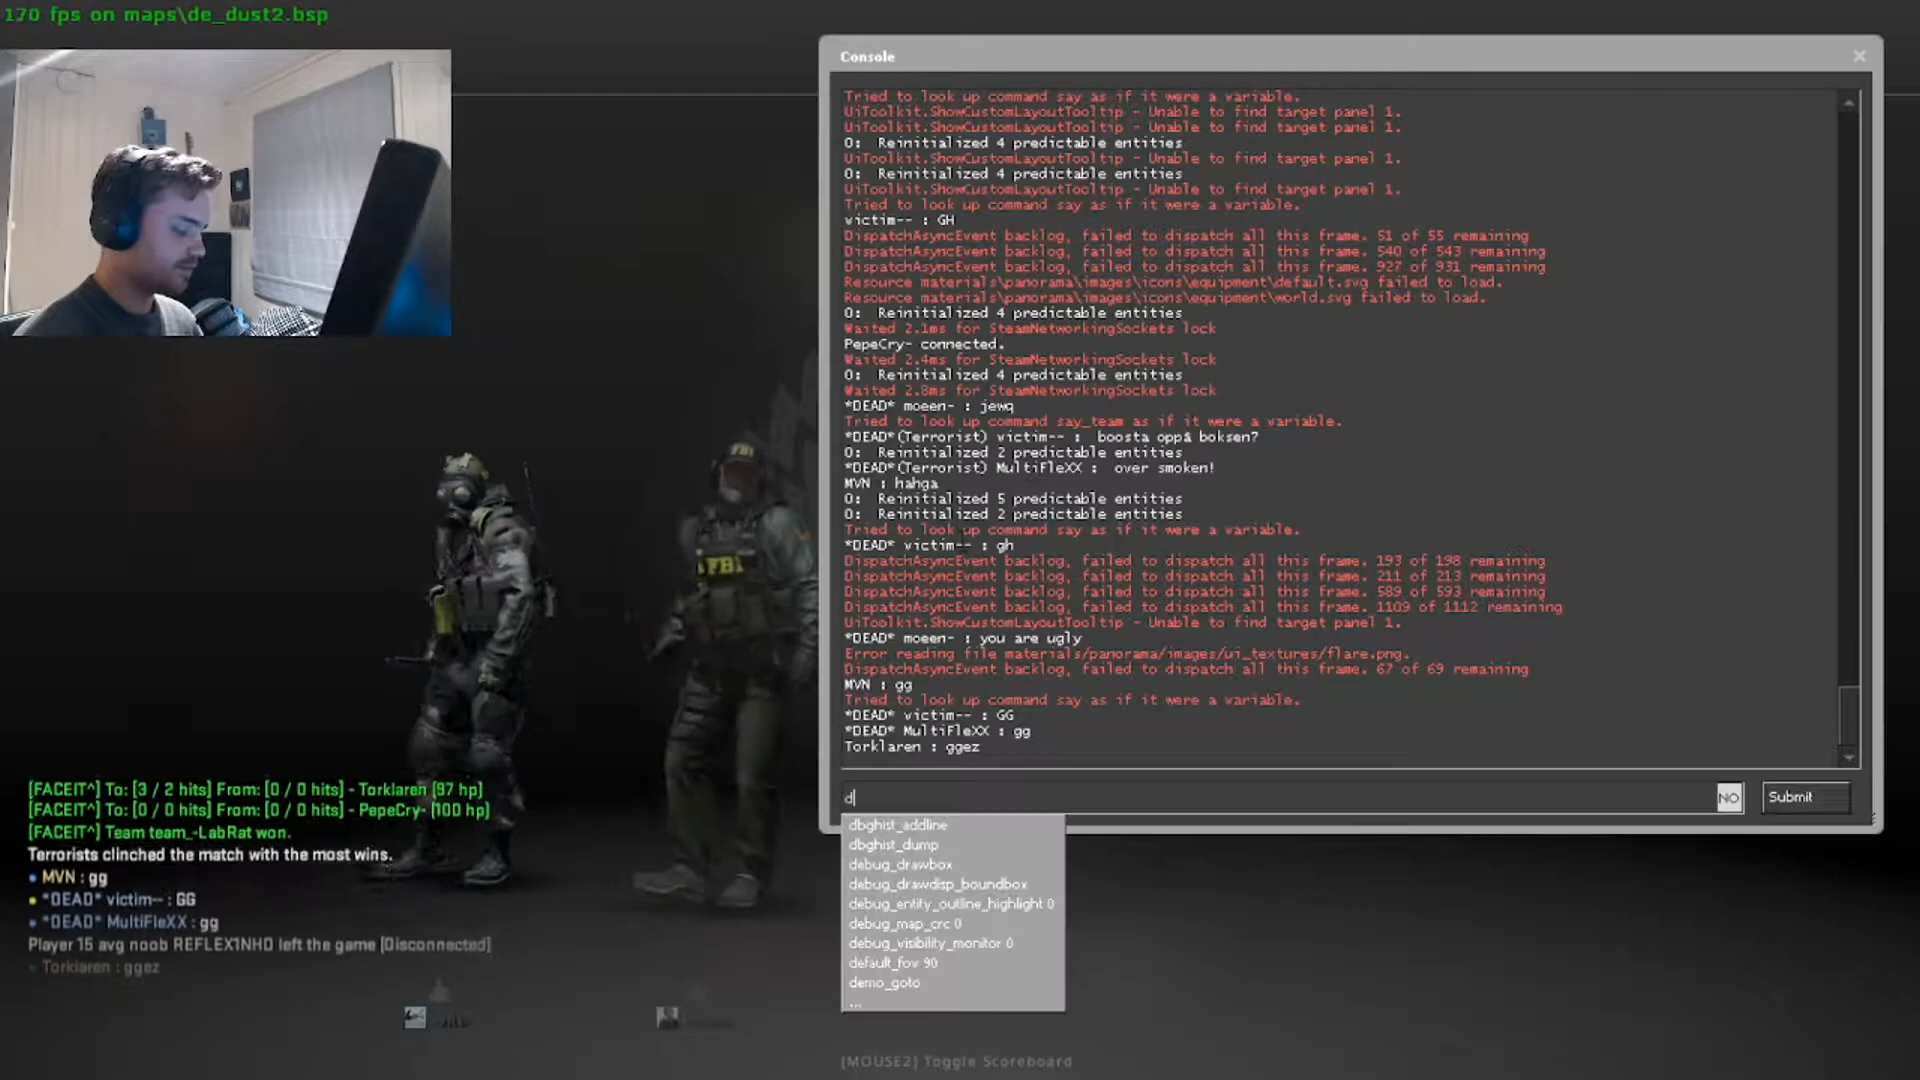 170 fps on maps\de_dust2.bsp
Console
Tried to look up command say as if it were a variable.
UiToolkit.ShowCustomLayoutTooltip - Unable to find target panel 1.
UiToolkit.ShowCustomLayoutTooltip - Unable to find target panel 1.
0:  Reinitialized 4 predictable entities
UiToolkit.ShowCustomLayoutTooltip - Unable to find target panel 1.
0:  Reinitialized 4 predictable entities
UiToolkit.ShowCustomLayoutTooltip - Unable to find target panel 1.
Tried to look up command say as if it were a variable.
victim-- : GH
DispatchAsyncEvent backlog, failed to dispatch all this frame. 51 of 55 remaining
DispatchAsyncEvent backlog, failed to dispatch all this frame. 540 of 543 remaining
DispatchAsyncEvent backlog, failed to dispatch all this frame. 927 of 931 remaining
Resource materials\panorama\images\icons\equipment\default.svg failed to load.
Resource materials\panorama\images\icons\equipment\world.svg failed to load.
0:  Reinitialized 4 predictable entities
Waited 2.1ms for SteamNetworkingSockets lock
PepeCry- connected.
Waited 2.4ms for SteamNetworkingSockets lock
0:  Reinitialized 4 predictable entities
Waited 2.8ms for SteamNetworkingSockets lock
*DEAD* moeen- : jewq
Tried to look up command say_team as if it were a variable.
*DEAD*(Terrorist) victim-- :  boosta oppå boksen?
0:  Reinitialized 2 predictable entities
*DEAD*(Terrorist) MultiFleXX :  over smoken!
MVN : hahga
0:  Reinitialized 5 predictable entities
0:  Reinitialized 2 predictable entities
Tried to look up command say as if it were a variable.
*DEAD* victim-- : gh
DispatchAsyncEvent backlog, failed to dispatch all this frame. 193 of 198 remaining
DispatchAsyncEvent backlog, failed to dispatch all this frame. 211 of 213 remaining
DispatchAsyncEvent backlog, failed to dispatch all this frame. 589 of 593 remaining
DispatchAsyncEvent backlog, failed to dispatch all this frame. 1109 of 1112 remaining
UiToolkit.ShowCustomLayoutTooltip - Unable to find target panel 1.
*DEAD* moeen- : you are ugly
Error reading file materials/panorama/images/ui_textures/flare.png.
DispatchAsyncEvent backlog, failed to dispatch all this frame. 67 of 69 remaining
MVN : gg
Tried to look up command say as if it were a variable.
*DEAD* victim-- : GG
*DEAD* MultiFleXX : gg
Torklaren : ggez
d
NO
Submit
dbghist_addline
dbghist_dump
debug_drawbox
debug_drawdisp_boundbox
debug_entity_outline_highlight 0
debug_map_crc 0
debug_visibility_monitor 0
default_fov 90
demo_goto
...
FBI
FBI
[FACEIT^] To: [3 / 2 hits] From: [0 / 0 hits] - Torklaren (97 hp)
[FACEIT^] To: [0 / 0 hits] From: [0 / 0 hits] - PepeCry- (100 hp)
[FACEIT^] Team team_-LabRat won.
Terrorists clinched the match with the most wins.
• MVN : gg
• *DEAD* victim-- : GG
• *DEAD* MultiFleXX : gg
Player 15 avg noob REFLEX1NHO left the game (Disconnected)
• Torklaren : ggez
[MOUSE2] Toggle Scoreboard